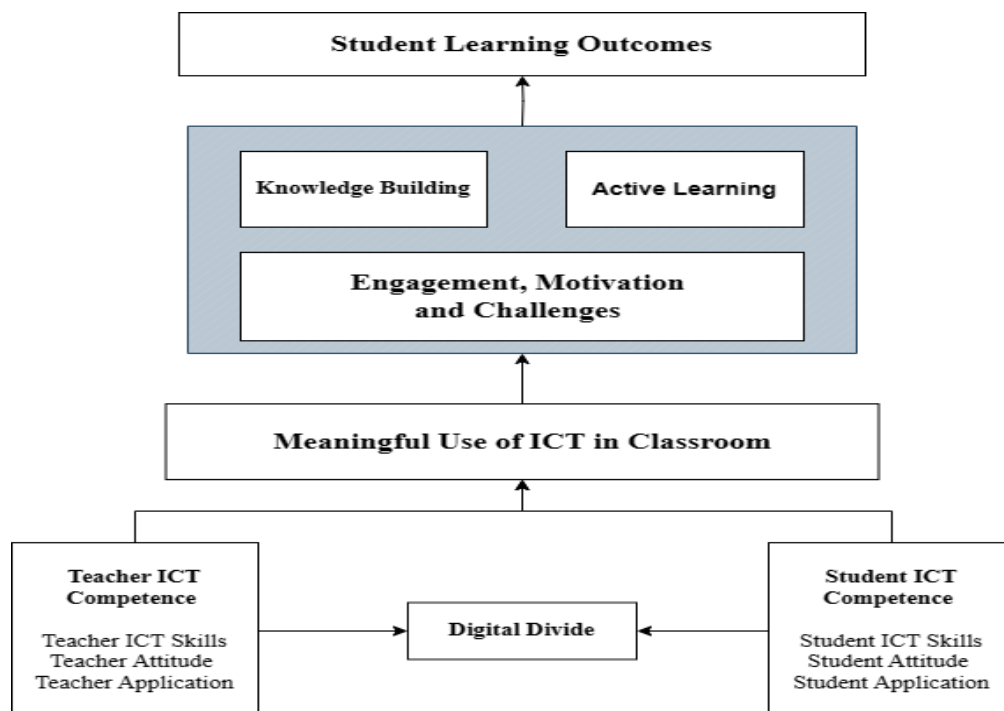 Student Learning Outcomes
Knowledge Building
Active Learning
Engagement, Motivation
and Challenges
Meaningful Use of ICT in Classroom
Teacher ICT
Competence
Teacher ICT Skills
Teacher Attitude
Teacher Application
Digital Divide
Student ICT
Competence
Student ICT Skills
Student Attitude
Student Application